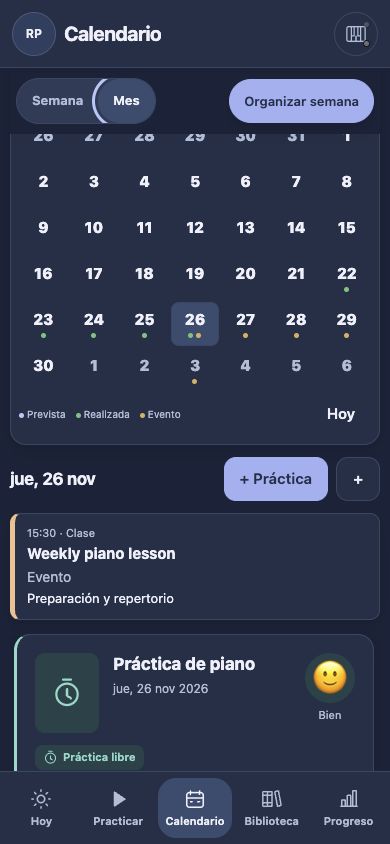 RP
Calendario
Semana
Mes
Organizar semana
26 27 28 29 30 31 1
2 3 4 5 6 7 8
9 10 11 12 13 14 15
16 17 18 19 20 21 22
23 24 25 26 27 28 29
30 1 2 3 4 5 6
Prevista Realizada Evento Hoy
jue, 26 nov
+ Práctica
+
15:30 · Clase
Weekly piano lesson
Evento
Preparación y repertorio
Práctica de piano
jue, 26 nov 2026
Bien
Práctica libre
Hoy Practicar Calendario Biblioteca Progreso